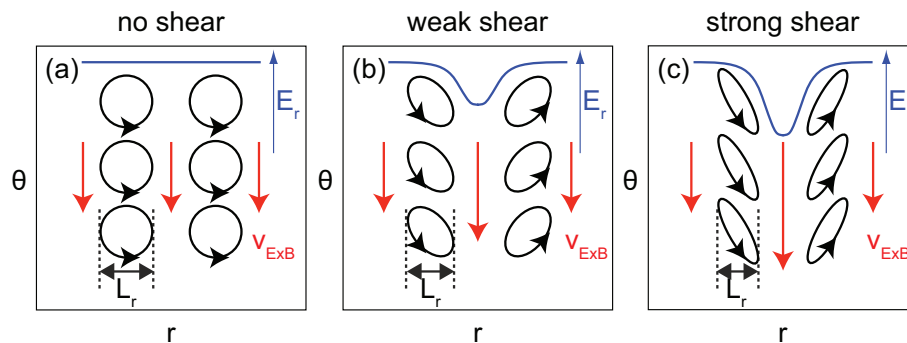 no shear
weak shear
strong shear
(a)
E_r
θ
v_ExB
L_r
r
(b)
E_r
θ
v_ExB
L_r
r
(c)
E
θ
v_ExB
L_r
r